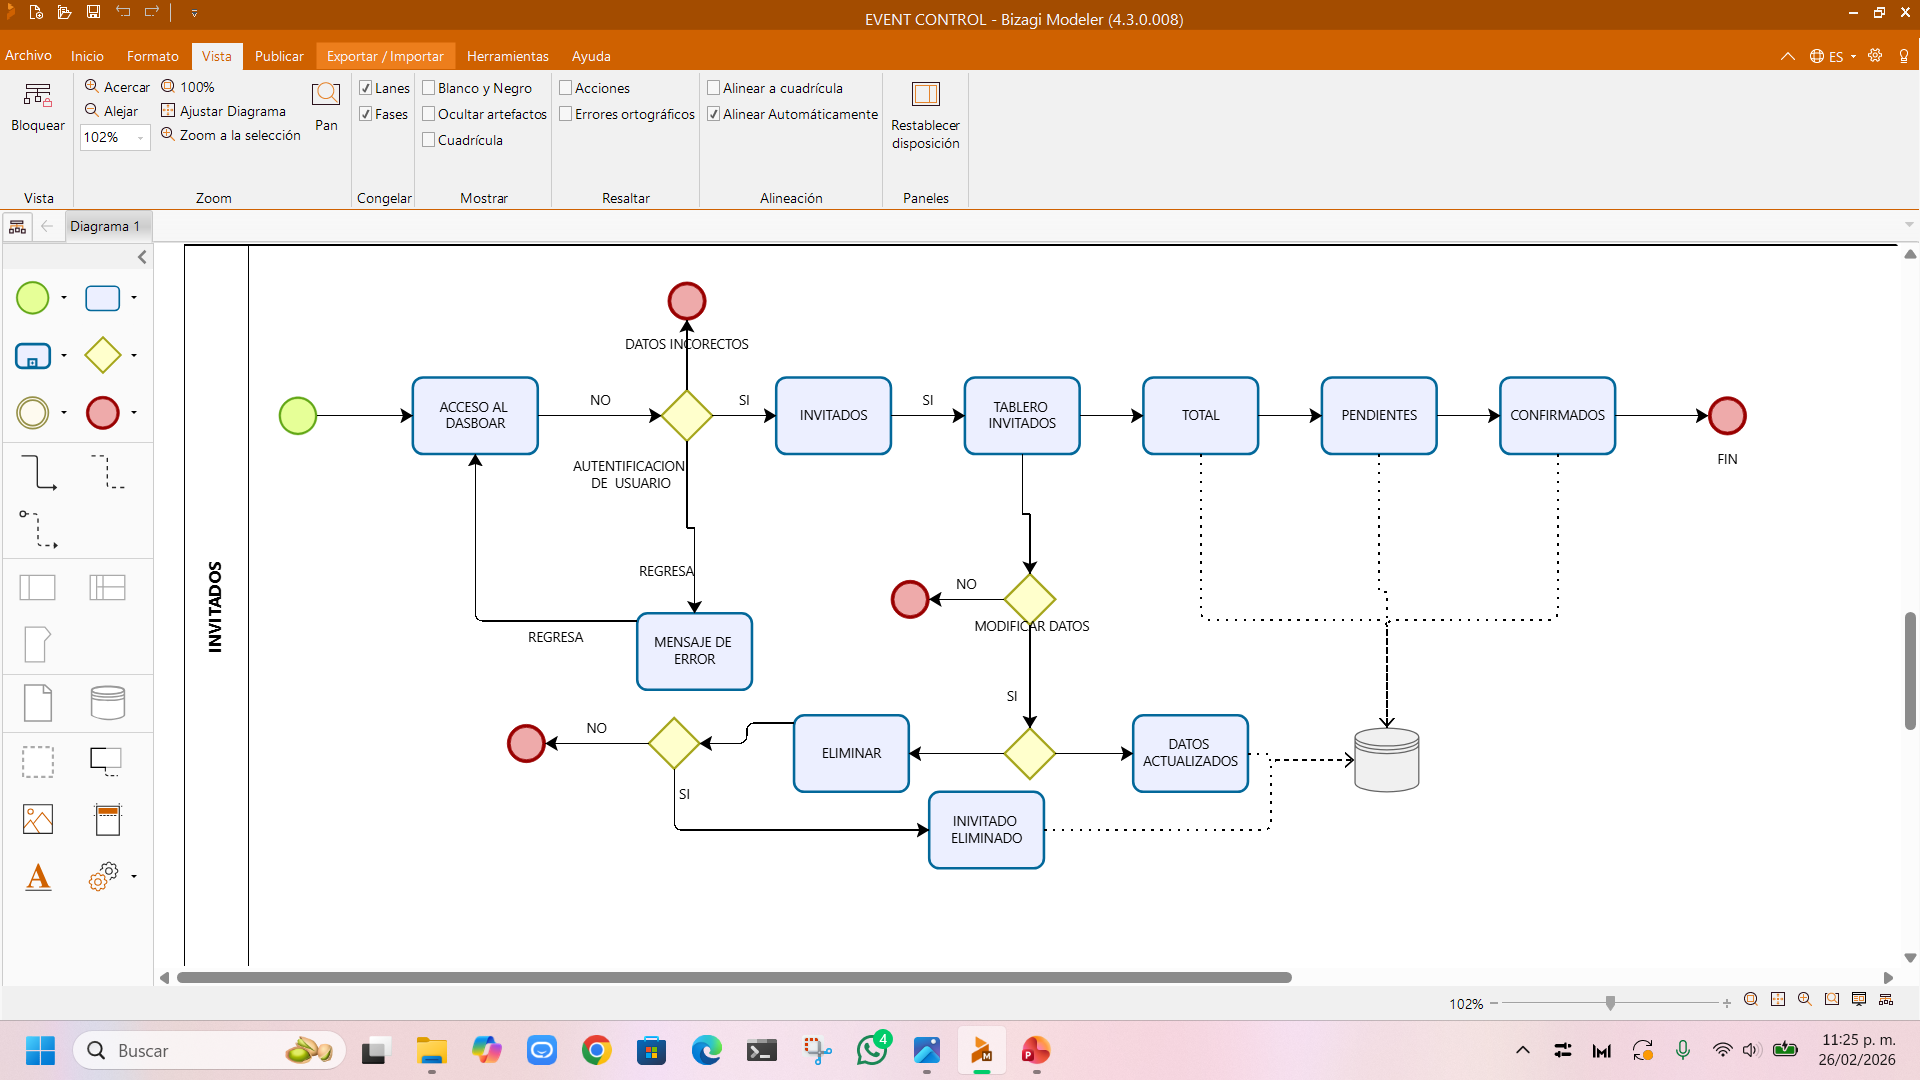 EVENT CONTROL - Bizagi Modeler (4.3.0.008)
Archivo
Inicio
Formato
Vista
Publicar
Exportar / Importar
Herramientas
Ayuda
ES
Bloquear
Vista
Acercar
Alejar
102%
100%
Ajustar Diagrama
Zoom a la selección
Pan
Zoom
Lanes
Fases
Congelar
Blanco y Negro
Ocultar artefactos
Cuadrícula
Mostrar
Acciones
Errores ortográficos
Resaltar
Alinear a cuadrícula
Alinear Automáticamente
Alineación
Restablecer
disposición
Paneles
Diagrama 1
INVITADOS
DATOS INCORECTOS
ACCESO AL
DASBOAR
NO
SI
INVITADOS
SI
TABLERO
INVITADOS
TOTAL
PENDIENTES
CONFIRMADOS
FIN
AUTENTIFICACION
DE USUARIO
REGRESA
REGRESA
MENSAJE DE
ERROR
NO
MODIFICAR DATOS
SI
NO
SI
ELIMINAR
DATOS
ACTUALIZADOS
INIVITADO
ELIMINADO
102%
Buscar
4
M
P
11:25 p. m.
26/02/2026